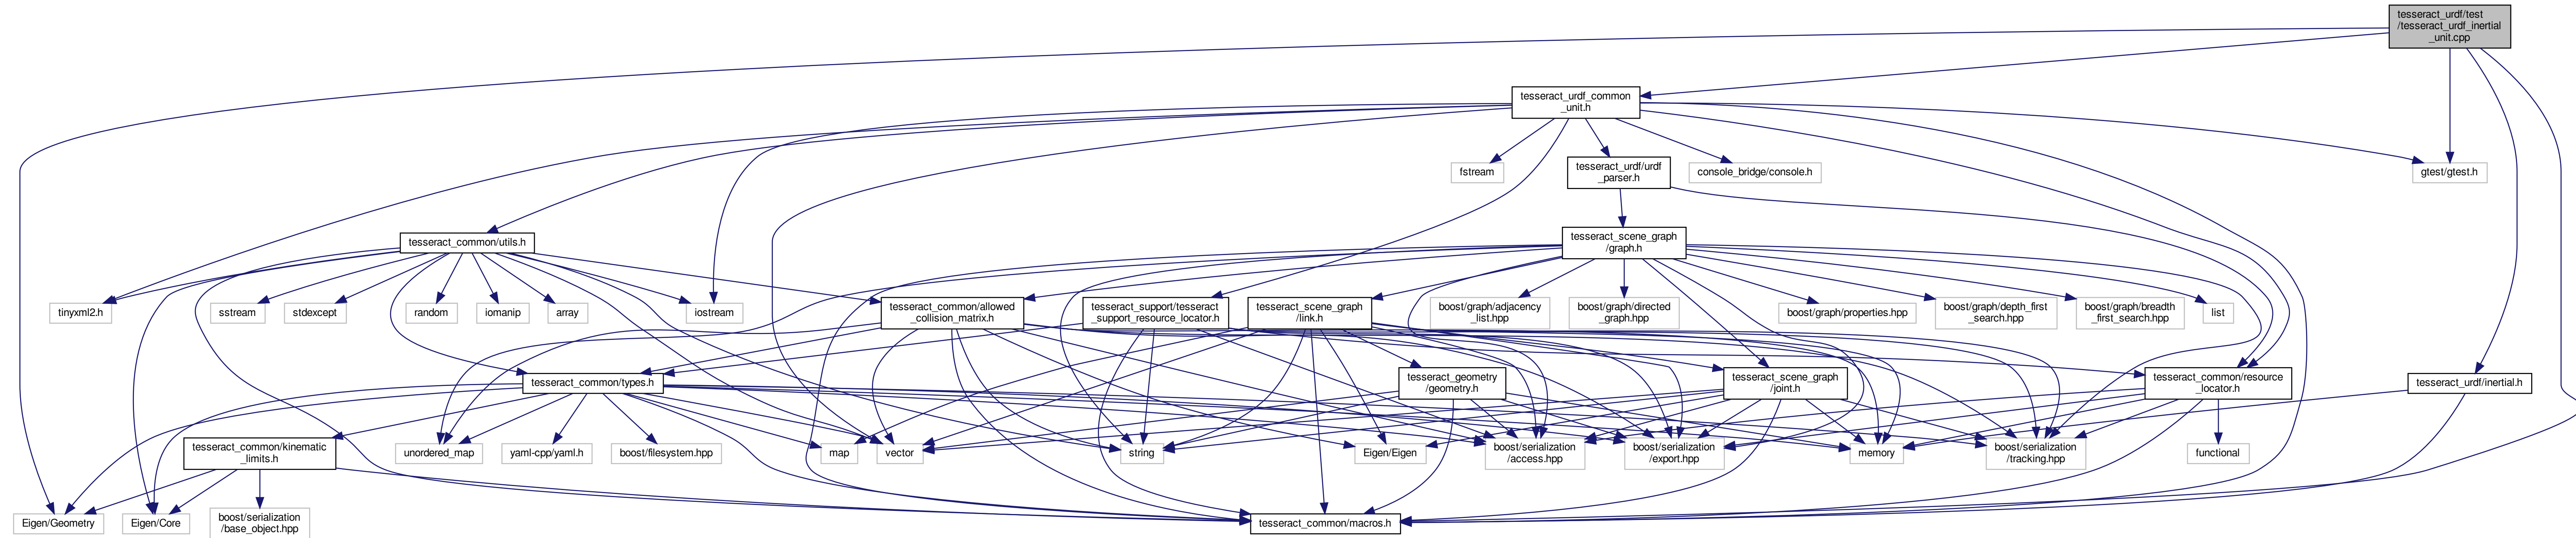 tesseract_urdf/test
/tesseract_urdf_inertial
_unit.cpp
tesseract_urdf_common
_unit.h
fstream
tesseract_urdf/urdf
_parser.h
console_bridge/console.h
gtest/gtest.h
tesseract_common/utils.h
tesseract_scene_graph
/graph.h
tinyxml2.h
sstream
stdexcept
random
iomanip
array
iostream
tesseract_common/allowed
_collision_matrix.h
tesseract_support/tesseract
_support_resource_locator.h
tesseract_scene_graph
/link.h
boost/graph/adjacency
_list.hpp
boost/graph/directed
_graph.hpp
boost/graph/properties.hpp
boost/graph/depth_first
_search.hpp
boost/graph/breadth
_first_search.hpp
list
tesseract_common/types.h
tesseract_geometry
/geometry.h
tesseract_scene_graph
/joint.h
tesseract_common/resource
_locator.h
tesseract_urdf/inertial.h
tesseract_common/kinematic
_limits.h
unordered_map
yaml-cpp/yaml.h
boost/filesystem.hpp
map
vector
string
Eigen/Eigen
boost/serialization
/access.hpp
boost/serialization
/export.hpp
memory
boost/serialization
/tracking.hpp
functional
Eigen/Geometry
Eigen/Core
boost/serialization
/base_object.hpp
tesseract_common/macros.h